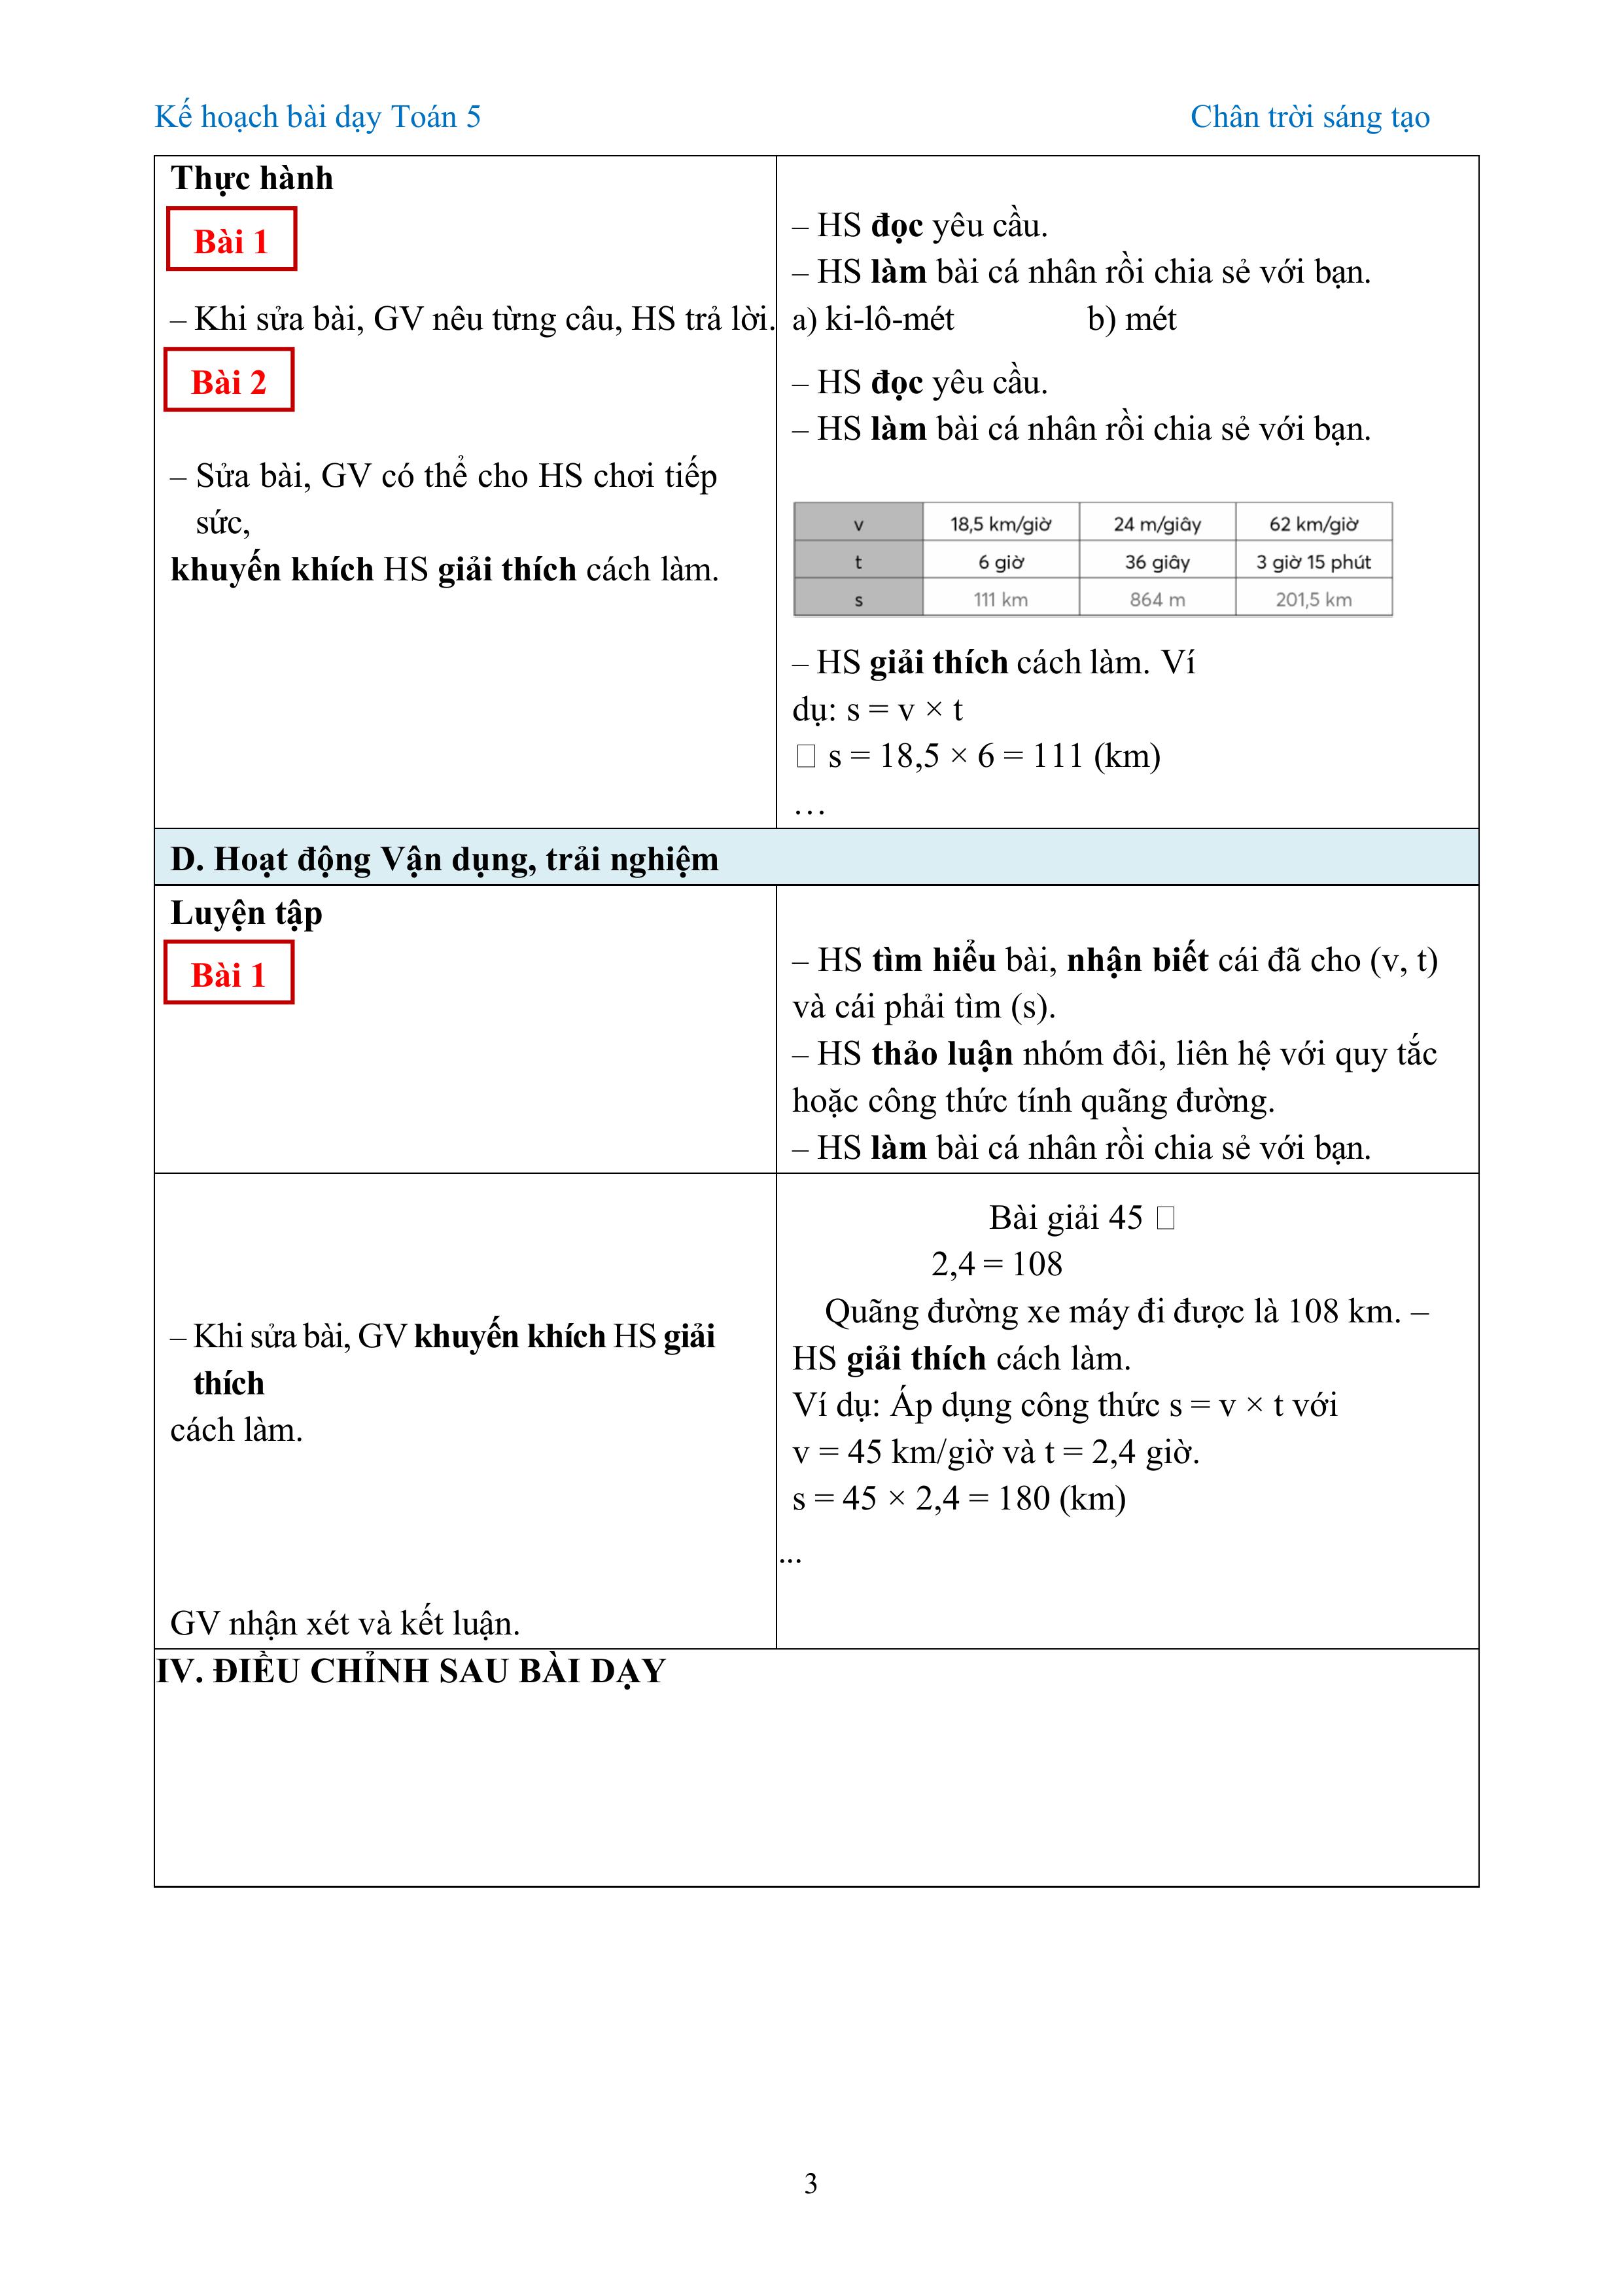 Kế hoạch bài dạy Toán 5
Chân trời sáng tạo
Thực hành
Bài 1
– Khi sửa bài, GV nêu từng câu, HS trả lời.
– HS đọc yêu cầu.
– HS làm bài cá nhân rồi chia sẻ với bạn.
a) ki-lô-mét b) mét
Bài 2
– Sửa bài, GV có thể cho HS chơi tiếp
sức,
khuyến khích HS giải thích cách làm.
– HS đọc yêu cầu.
– HS làm bài cá nhân rồi chia sẻ với bạn.
v 18,5 km/giờ 24 m/giây 62 km/giờ
t 6 giờ 36 giây 3 giờ 15 phút
s 111 km 864 m 201,5 km
– HS giải thích cách làm. Ví
dụ: s = v × t
 s = 18,5 × 6 = 111 (km)
…
D. Hoạt động Vận dụng, trải nghiệm
Luyện tập
Bài 1
– HS tìm hiểu bài, nhận biết cái đã cho (v, t)
và cái phải tìm (s).
– HS thảo luận nhóm đôi, liên hệ với quy tắc
hoặc công thức tính quãng đường.
– HS làm bài cá nhân rồi chia sẻ với bạn.
– Khi sửa bài, GV khuyến khích HS giải
thích
cách làm.
GV nhận xét và kết luận.
Bài giải 45 
2,4 = 108
Quãng đường xe máy đi được là 108 km. –
HS giải thích cách làm.
Ví dụ: Áp dụng công thức s = v × t với
v = 45 km/giờ và t = 2,4 giờ.
s = 45 × 2,4 = 180 (km)
...
IV. ĐIỀU CHỈNH SAU BÀI DẠY
3